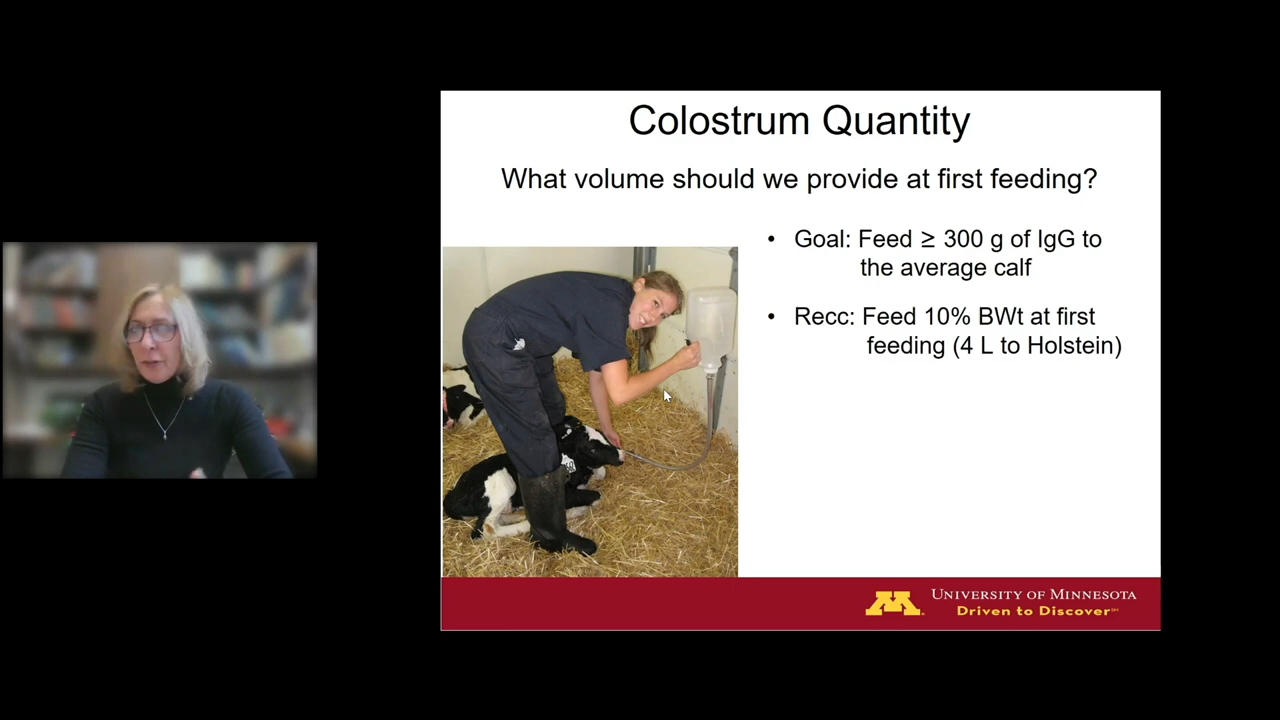 Colostrum Quantity
What volume should we provide at first feeding?
• Goal: Feed ≥ 300 g of IgG to
the average calf
• Recc: Feed 10% BWt at first
feeding (4 L to Holstein)
UNIVERSITY OF MINNESOTA
Driven to Discover℠